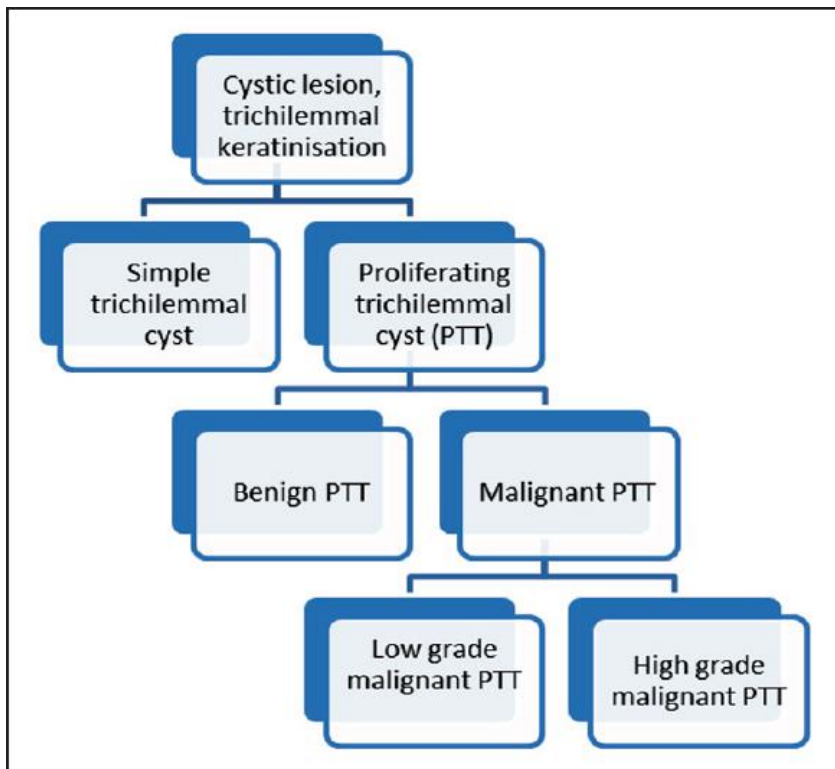 Cystic lesion,
trichilemmal
keratinisation
Simple
trichilemmal
cyst
Proliferating
trichilemmal
cyst (PTT)
Benign PTT
Malignant PTT
Low grade
malignant PTT
High grade
malignant PTT